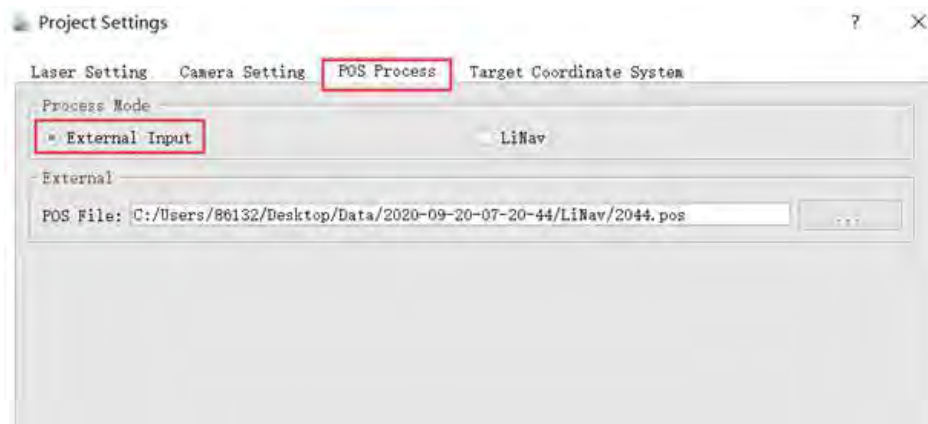 Project Settings ? ×
Laser Setting Camera Setting POS Process Target Coordinate System
Process Mode
External Input LiNav
External
POS File: C:/Users/86132/Desktop/Data/2020-09-20-07-20-44/LiNav/2044.pos ...